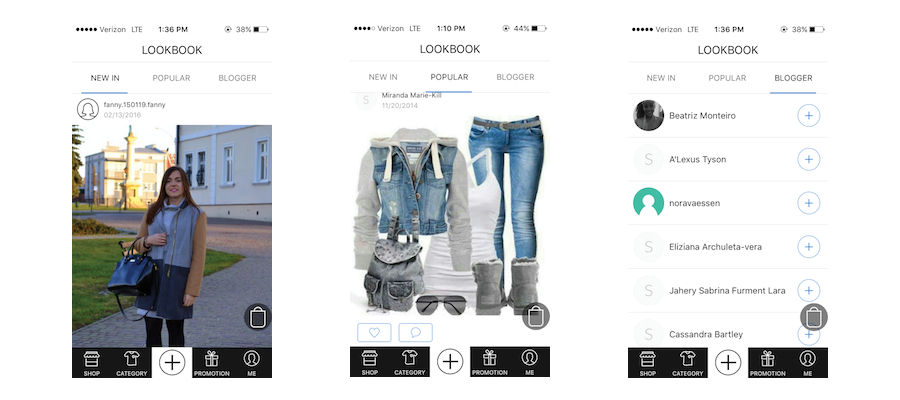 Verizon LTE 1:36 PM 38%
LOOKBOOK
NEW IN POPULAR BLOGGER
fanny.150119.fanny
02/13/2016
SHOP CATEGORY PROMOTION ME
Verizon LTE 1:10 PM 44%
LOOKBOOK
NEW IN POPULAR BLOGGER
S Miranda Marie-Kill
11/20/2014
SHOP CATEGORY PROMOTION ME
Verizon LTE 1:36 PM 38%
LOOKBOOK
NEW IN POPULAR BLOGGER
Beatriz Monteiro
S A'Lexus Tyson
noravaessen
S Eliziana Archuleta-vera
S Jahery Sabrina Furment Lara
S Cassandra Bartley
SHOP CATEGORY PROMOTION ME